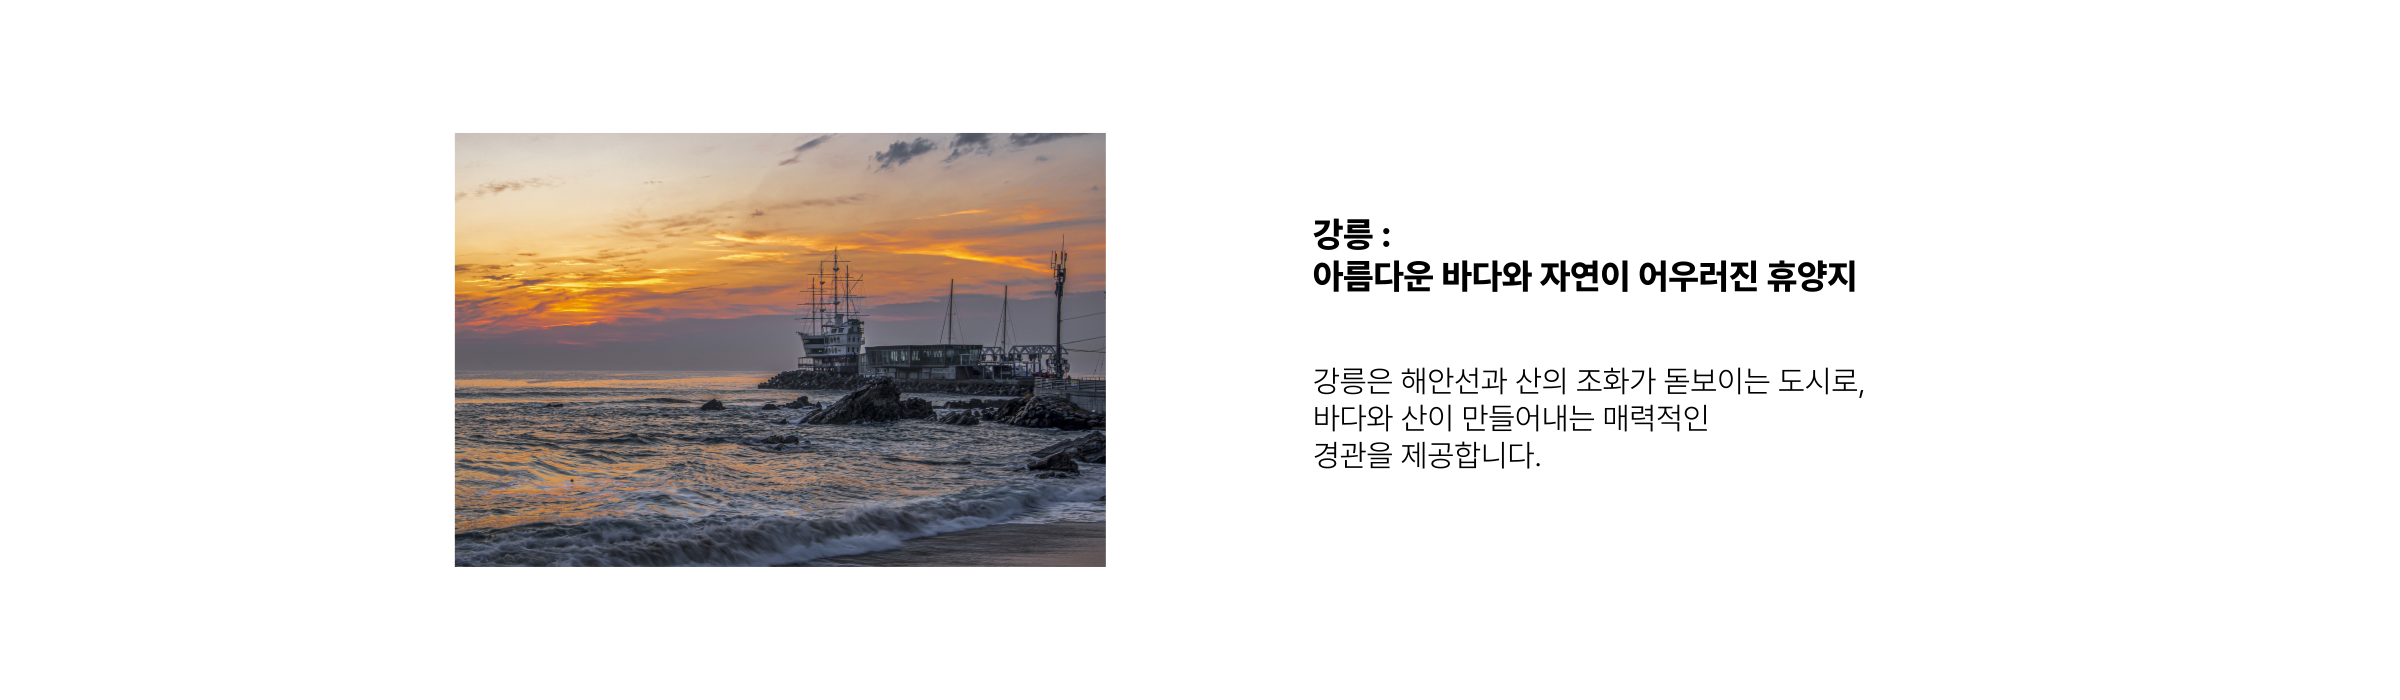 강릉 :
아름다운 바다와 자연이 어우러진 휴양지
강릉은 해안선과 산의 조화가 돋보이는 도시로,
바다와 산이 만들어내는 매력적인
경관을 제공합니다.